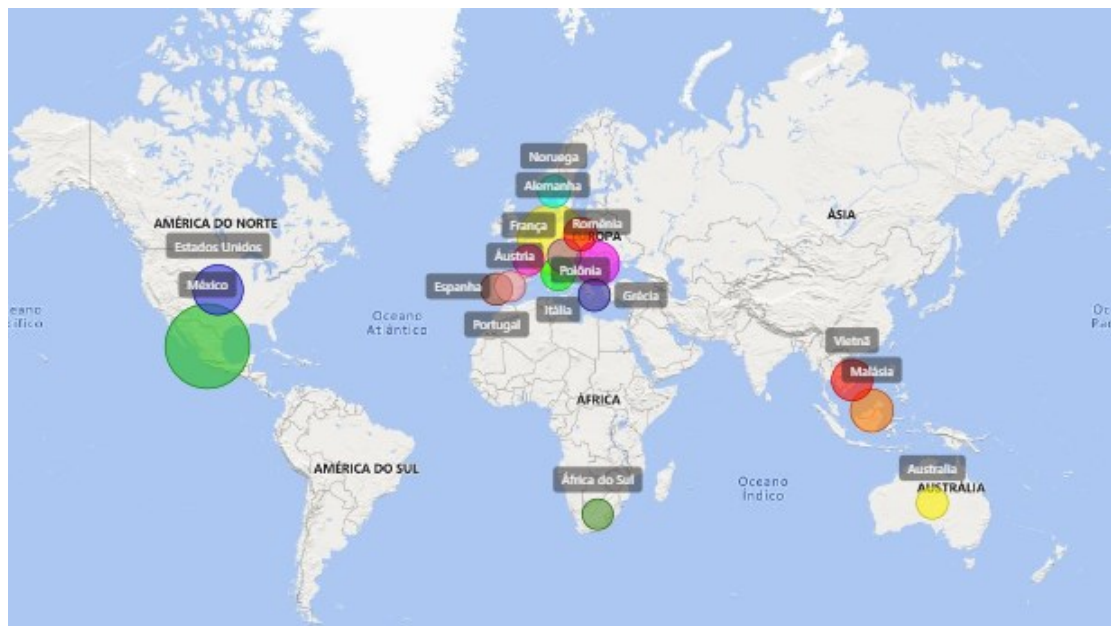 Noruega
Alemanha
França
Romênia
AMÉRICA DO NORTE
ÁSIA
Estados Unidos
Áustria
Polônia
México
Espanha
Grécia
Itália
Oceano
Atlântico
Portugal
Vietnã
Malásia
ÁFRICA
AMÉRICA DO SUL
África do Sul
Australia
AUSTRÁLIA
Oceano
Índico